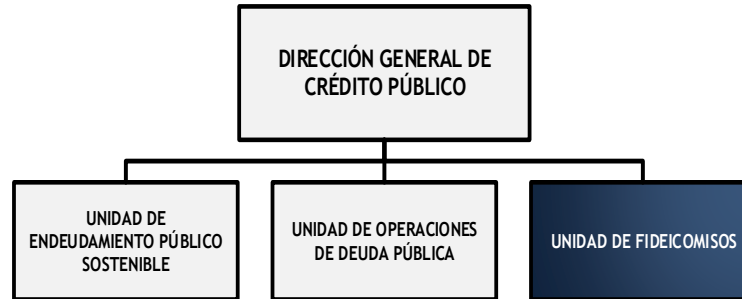 DIRECCIÓN GENERAL DE
CRÉDITO PÚBLICO
UNIDAD DE
ENDEUDAMIENTO PÚBLICO
SOSTENIBLE
UNIDAD DE OPERACIONES
DE DEUDA PÚBLICA
UNIDAD DE FIDEICOMISOS